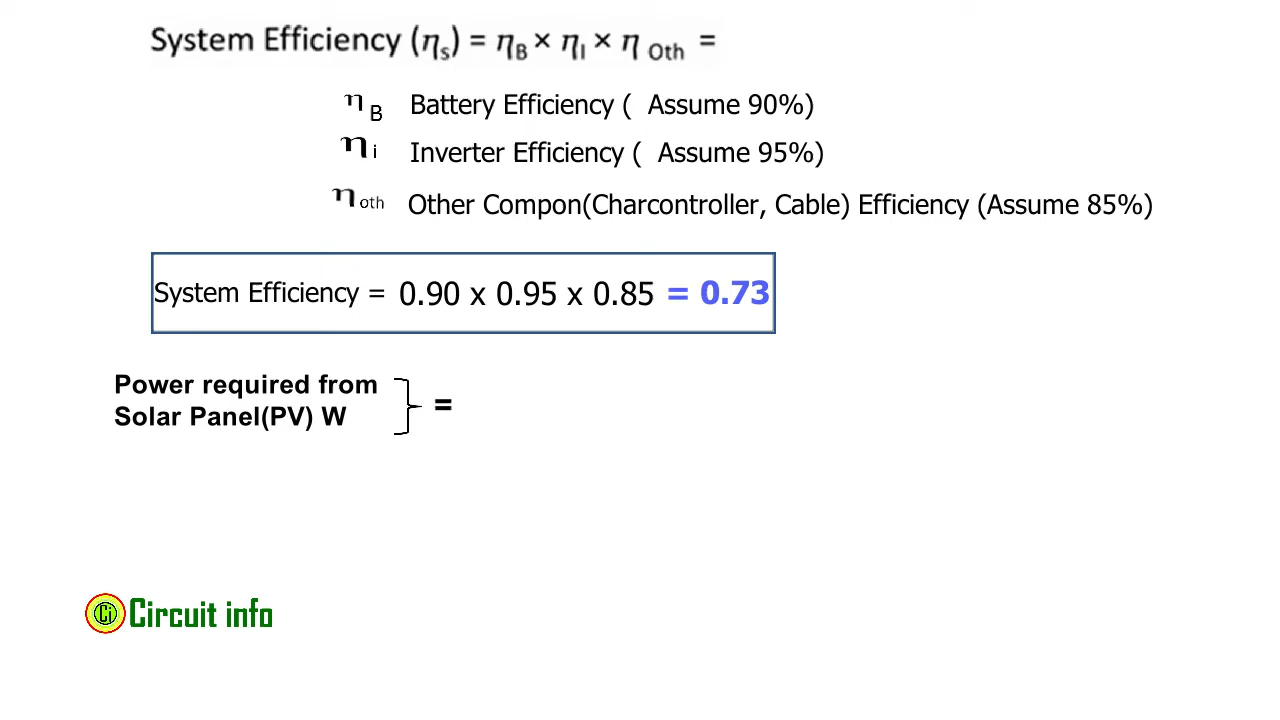 System Efficiency (ηs) = ηB × ηI × η Oth =
η B Battery Efficiency ( Assume 90%)
η i Inverter Efficiency ( Assume 95%)
η oth Other Compon(Charcontroller, Cable) Efficiency (Assume 85%)
System Efficiency = 0.90 x 0.95 x 0.85 = 0.73
Power required from
Solar Panel(PV) W } =
Ci Circuit info